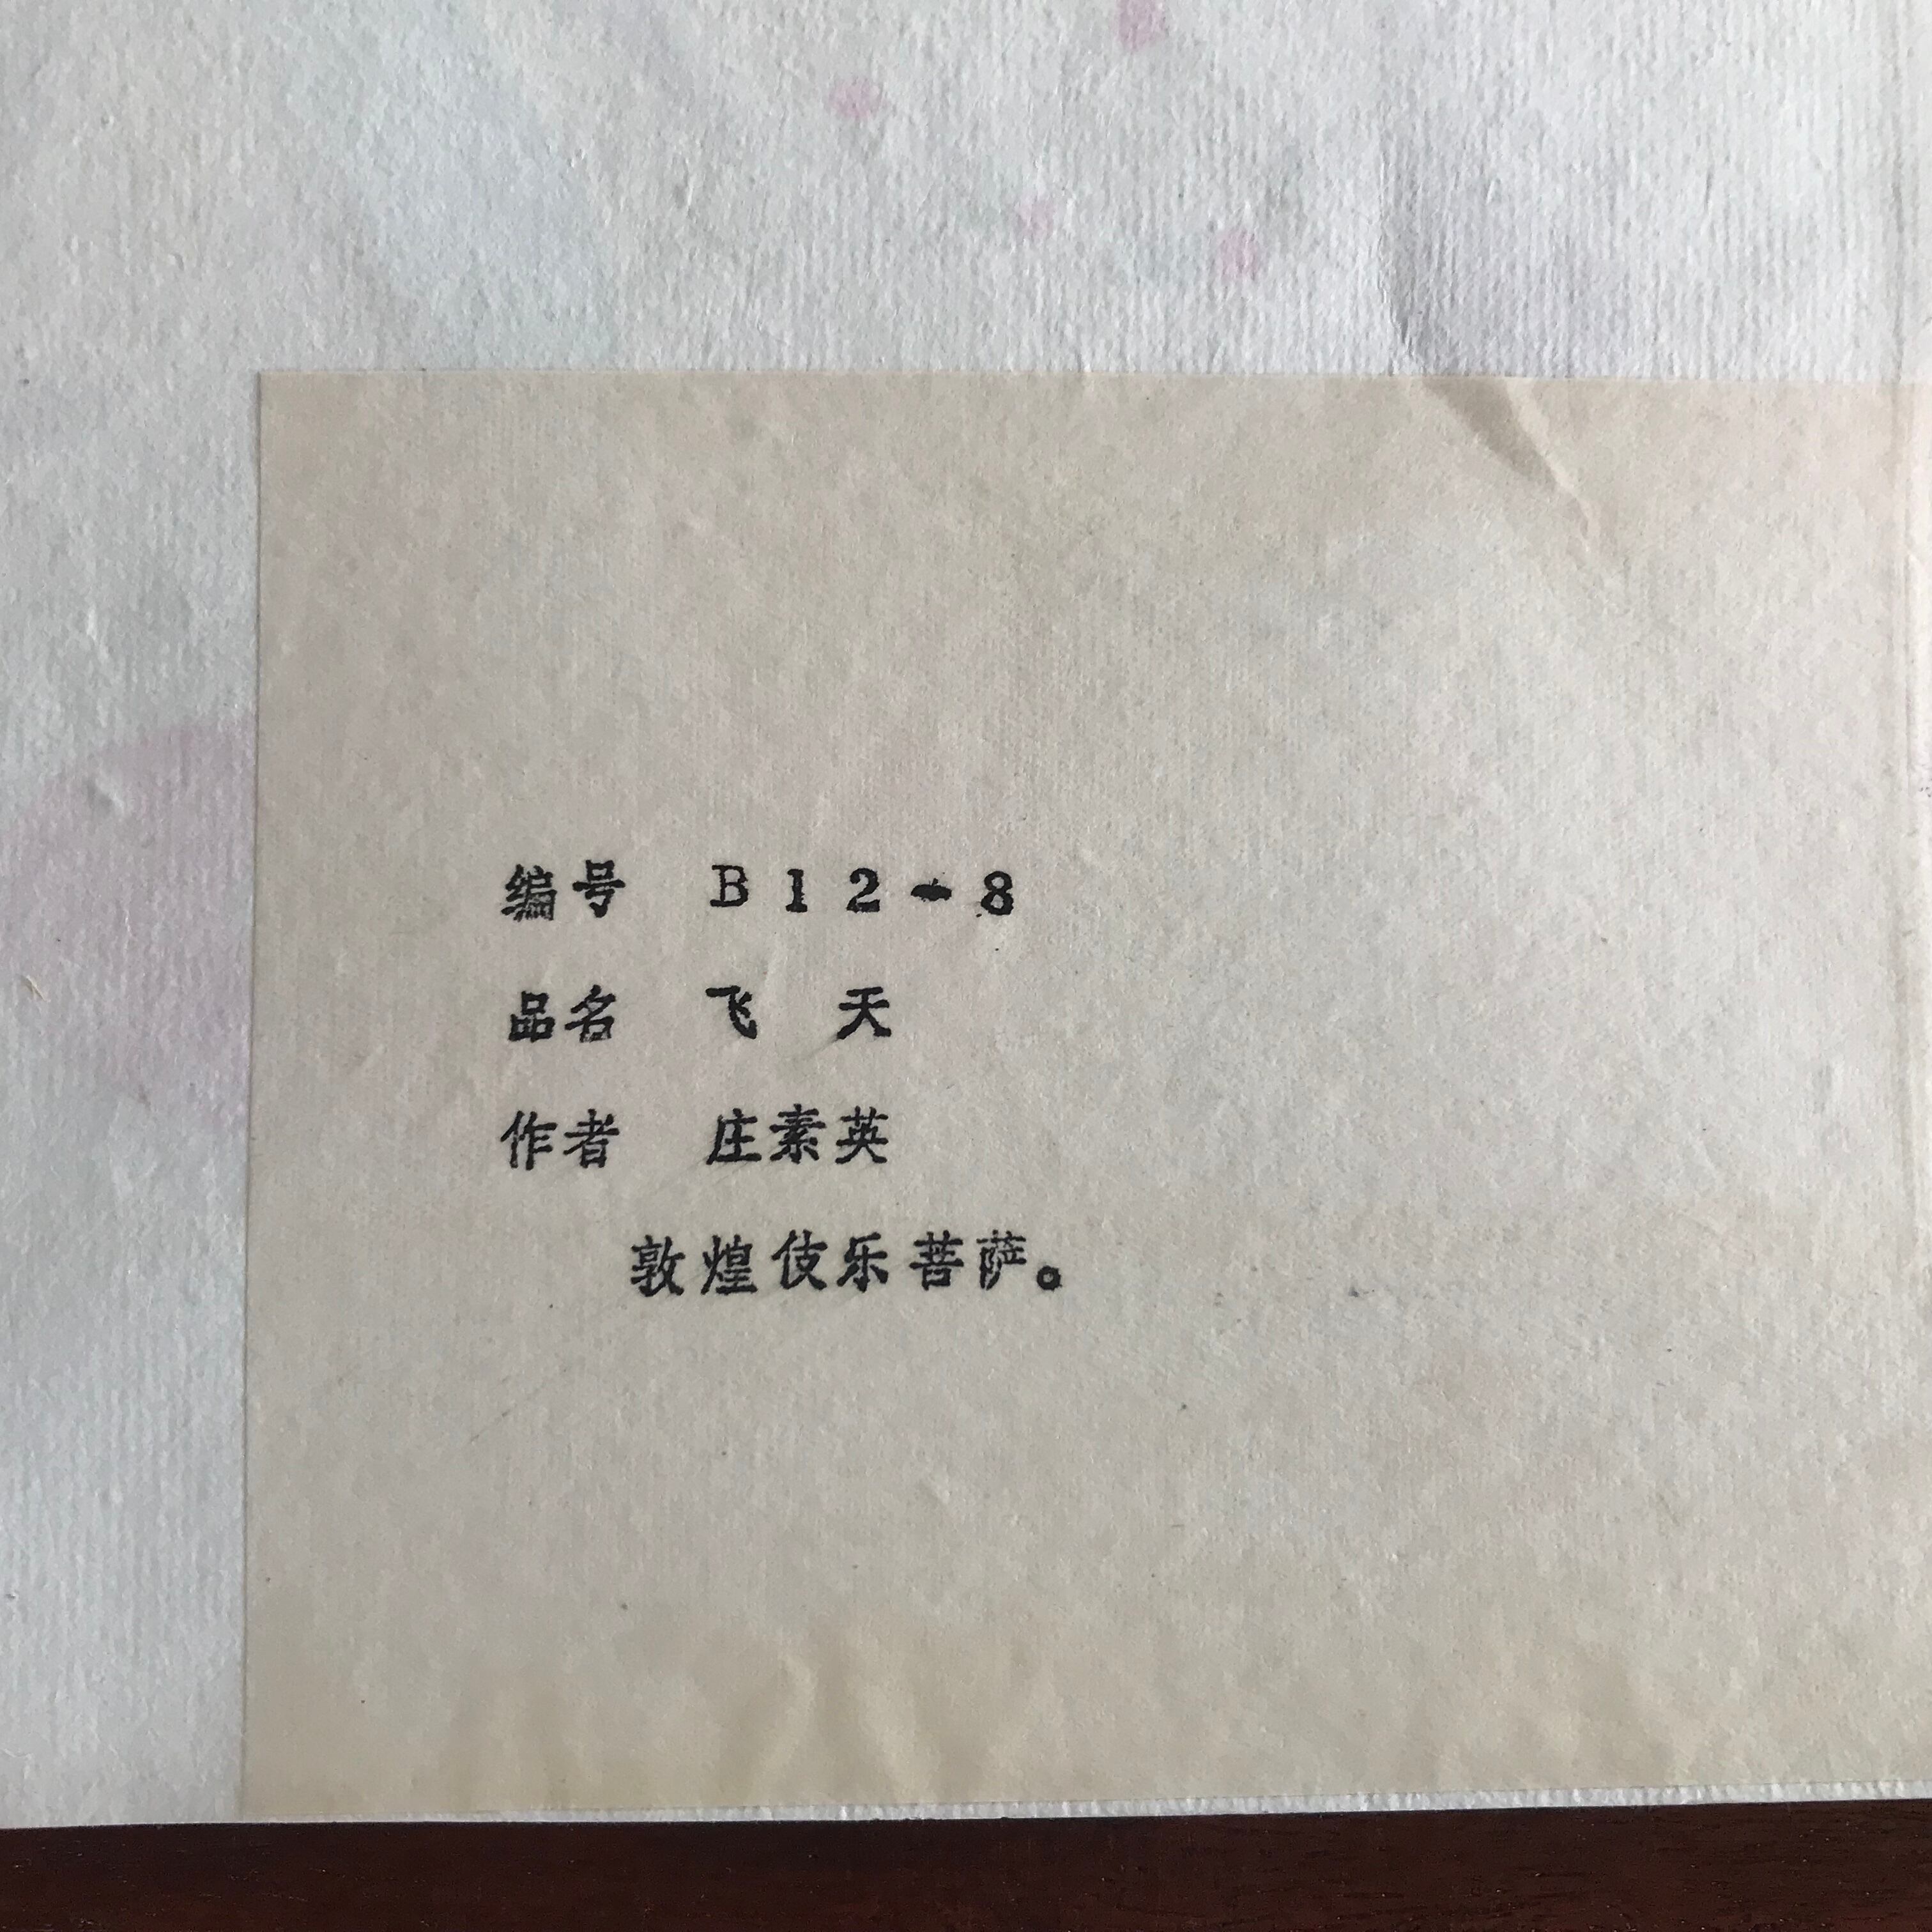 编号 B12-8
品名 飞 天
作者 庄素英
敦煌伎乐菩萨。